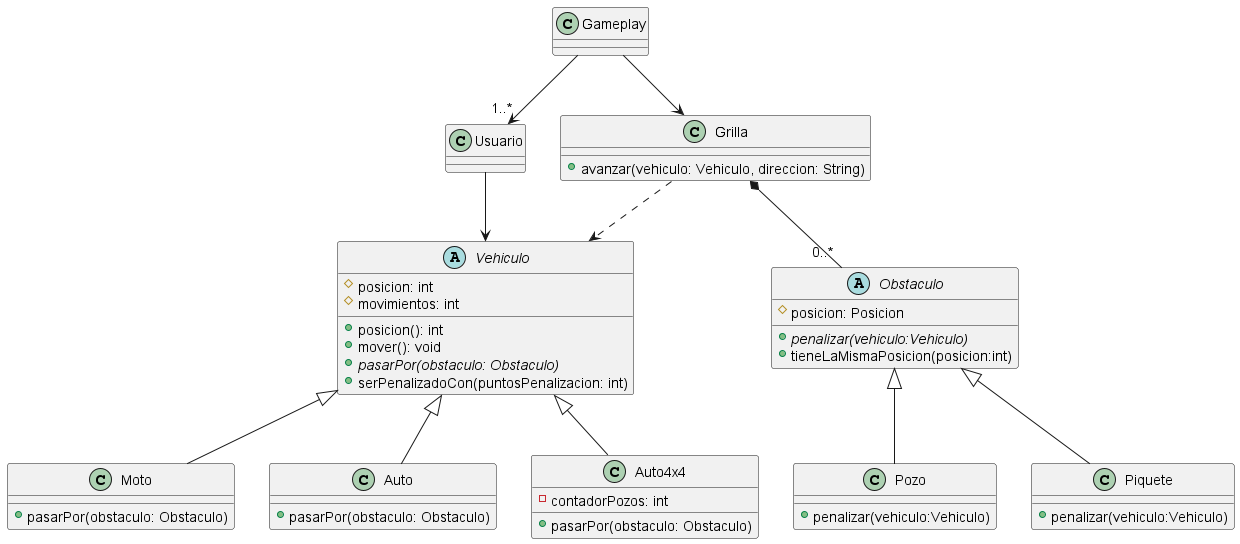 C Gameplay
1..*
C Usuario
C Grilla
avanzar(vehiculo: Vehiculo, direccion: String)
0..*
A Vehiculo
posicion: int
movimientos: int
posicion(): int
mover(): void
pasarPor(obstaculo: Obstaculo)
serPenalizadoCon(puntosPenalizacion: int)
A Obstaculo
posicion: Posicion
penalizar(vehiculo:Vehiculo)
tieneLaMismaPosicion(posicion:int)
C Moto
pasarPor(obstaculo: Obstaculo)
C Auto
pasarPor(obstaculo: Obstaculo)
C Auto4x4
contadorPozos: int
pasarPor(obstaculo: Obstaculo)
C Pozo
penalizar(vehiculo:Vehiculo)
C Piquete
penalizar(vehiculo:Vehiculo)